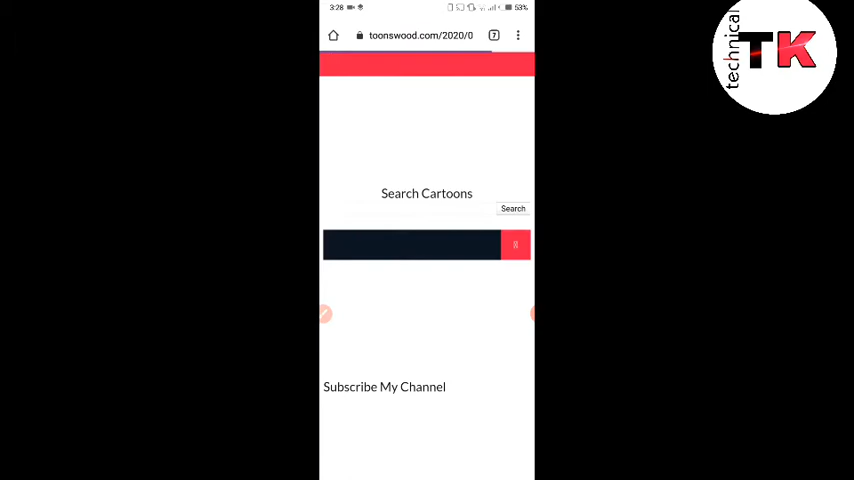 3:28
53%
toonswood.com/2020/0
7
technical
TK
Search Cartoons
Search
Subscribe My Channel